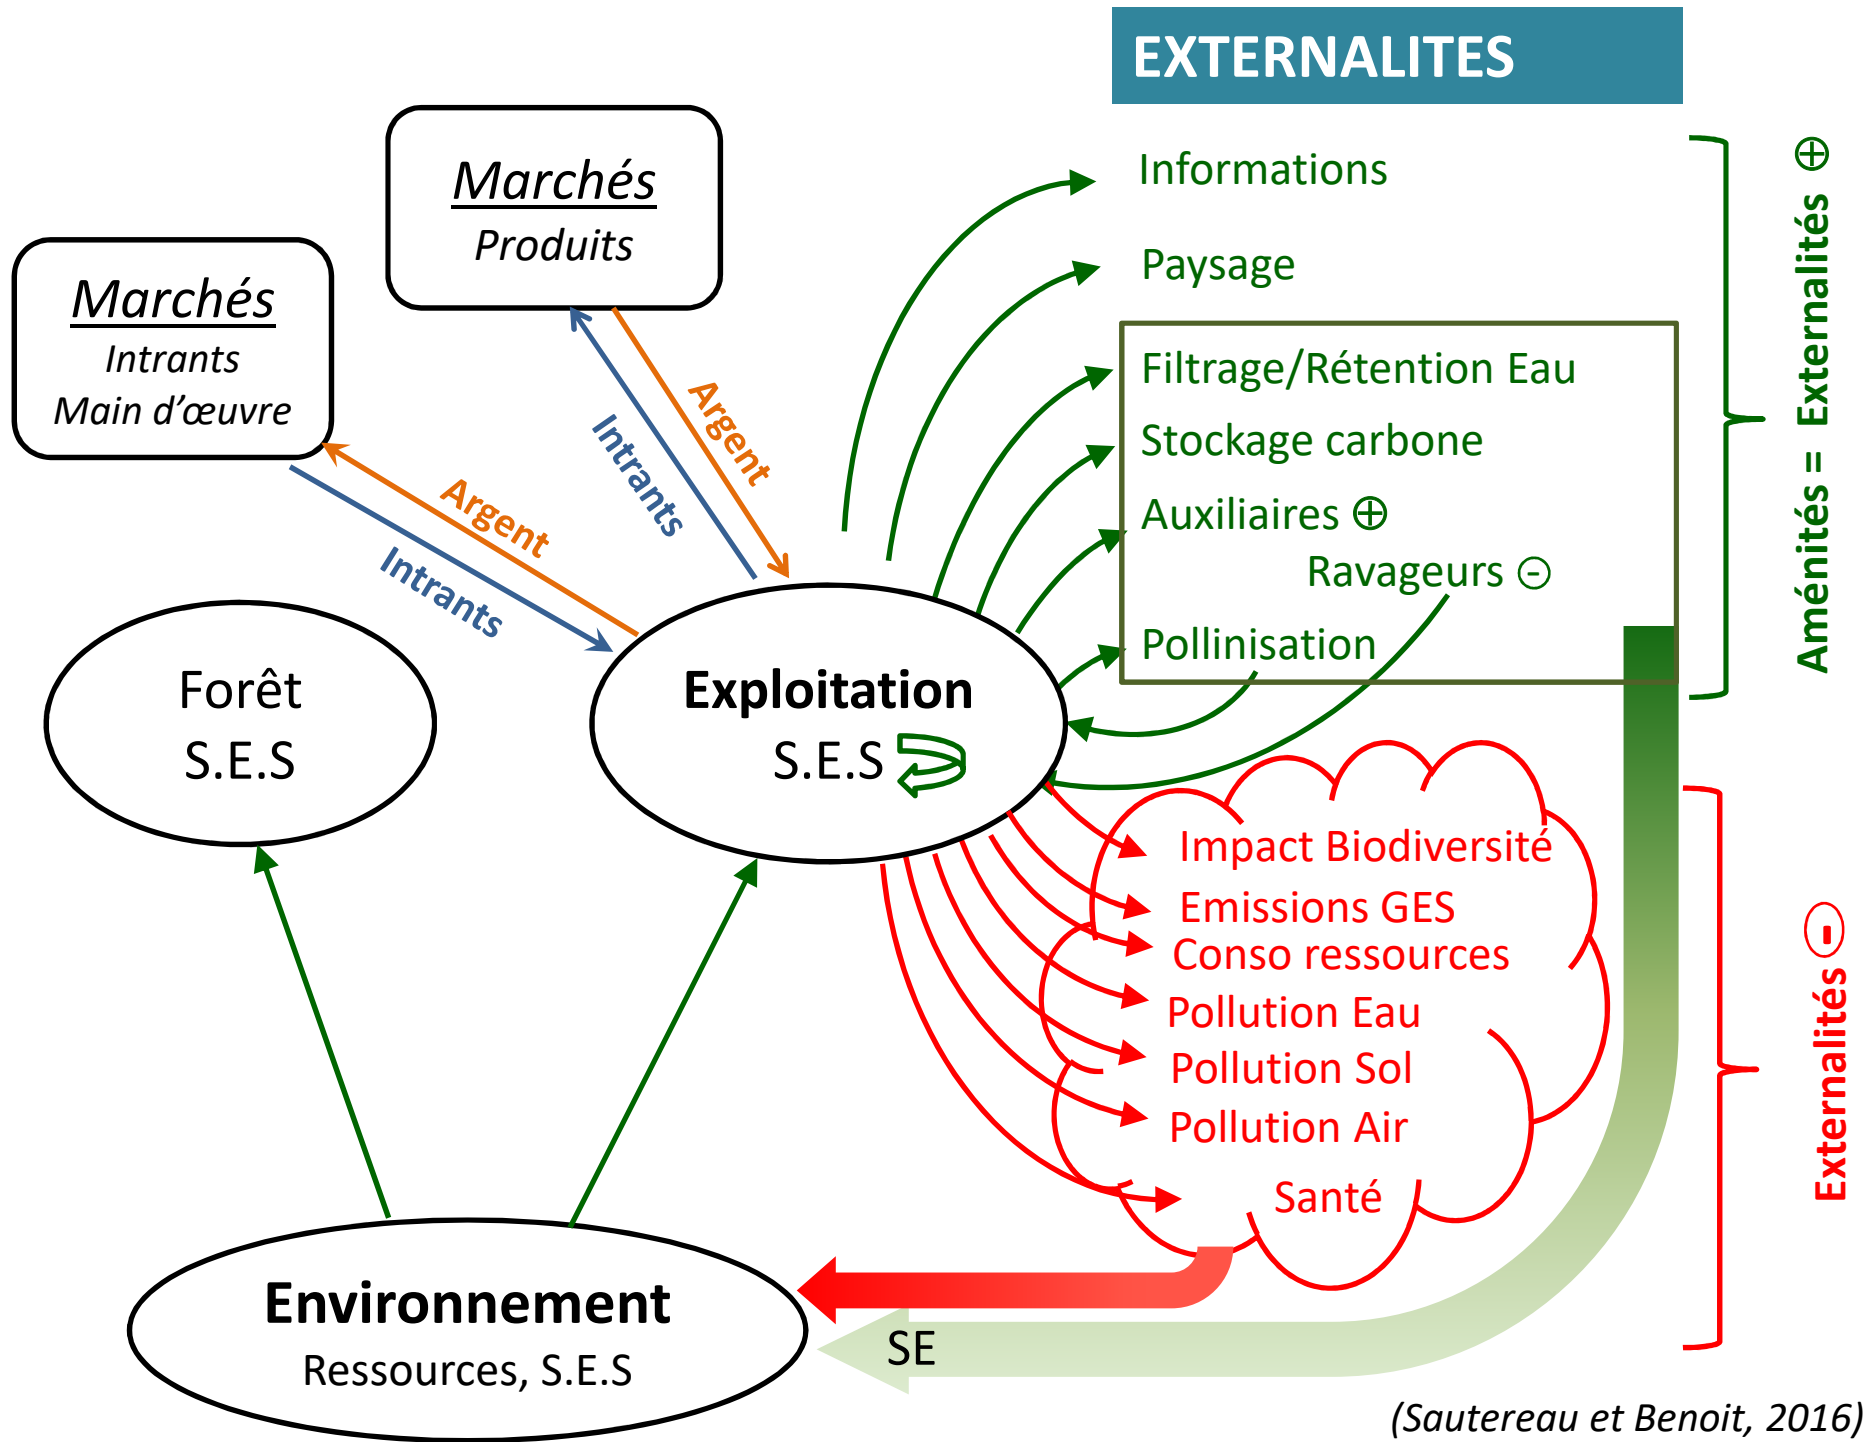 EXTERNALITES
Marchés
Produits
Marchés
Intrants
Main d’œuvre
Argent
Intrants
Argent
Intrants
Informations
Paysage
Filtrage/Rétention Eau
Stockage carbone
Auxiliaires ⊕
Ravageurs ⊖
Pollinisation
Aménités = Externalités ⊕
Forêt
S.E.S
Exploitation
S.E.S
Impact Biodiversité
Emissions GES
Conso ressources
Pollution Eau
Pollution Sol
Pollution Air
Santé
Externalités ⊖
Environnement
Ressources, S.E.S
SE
(Sautereau et Benoit, 2016)